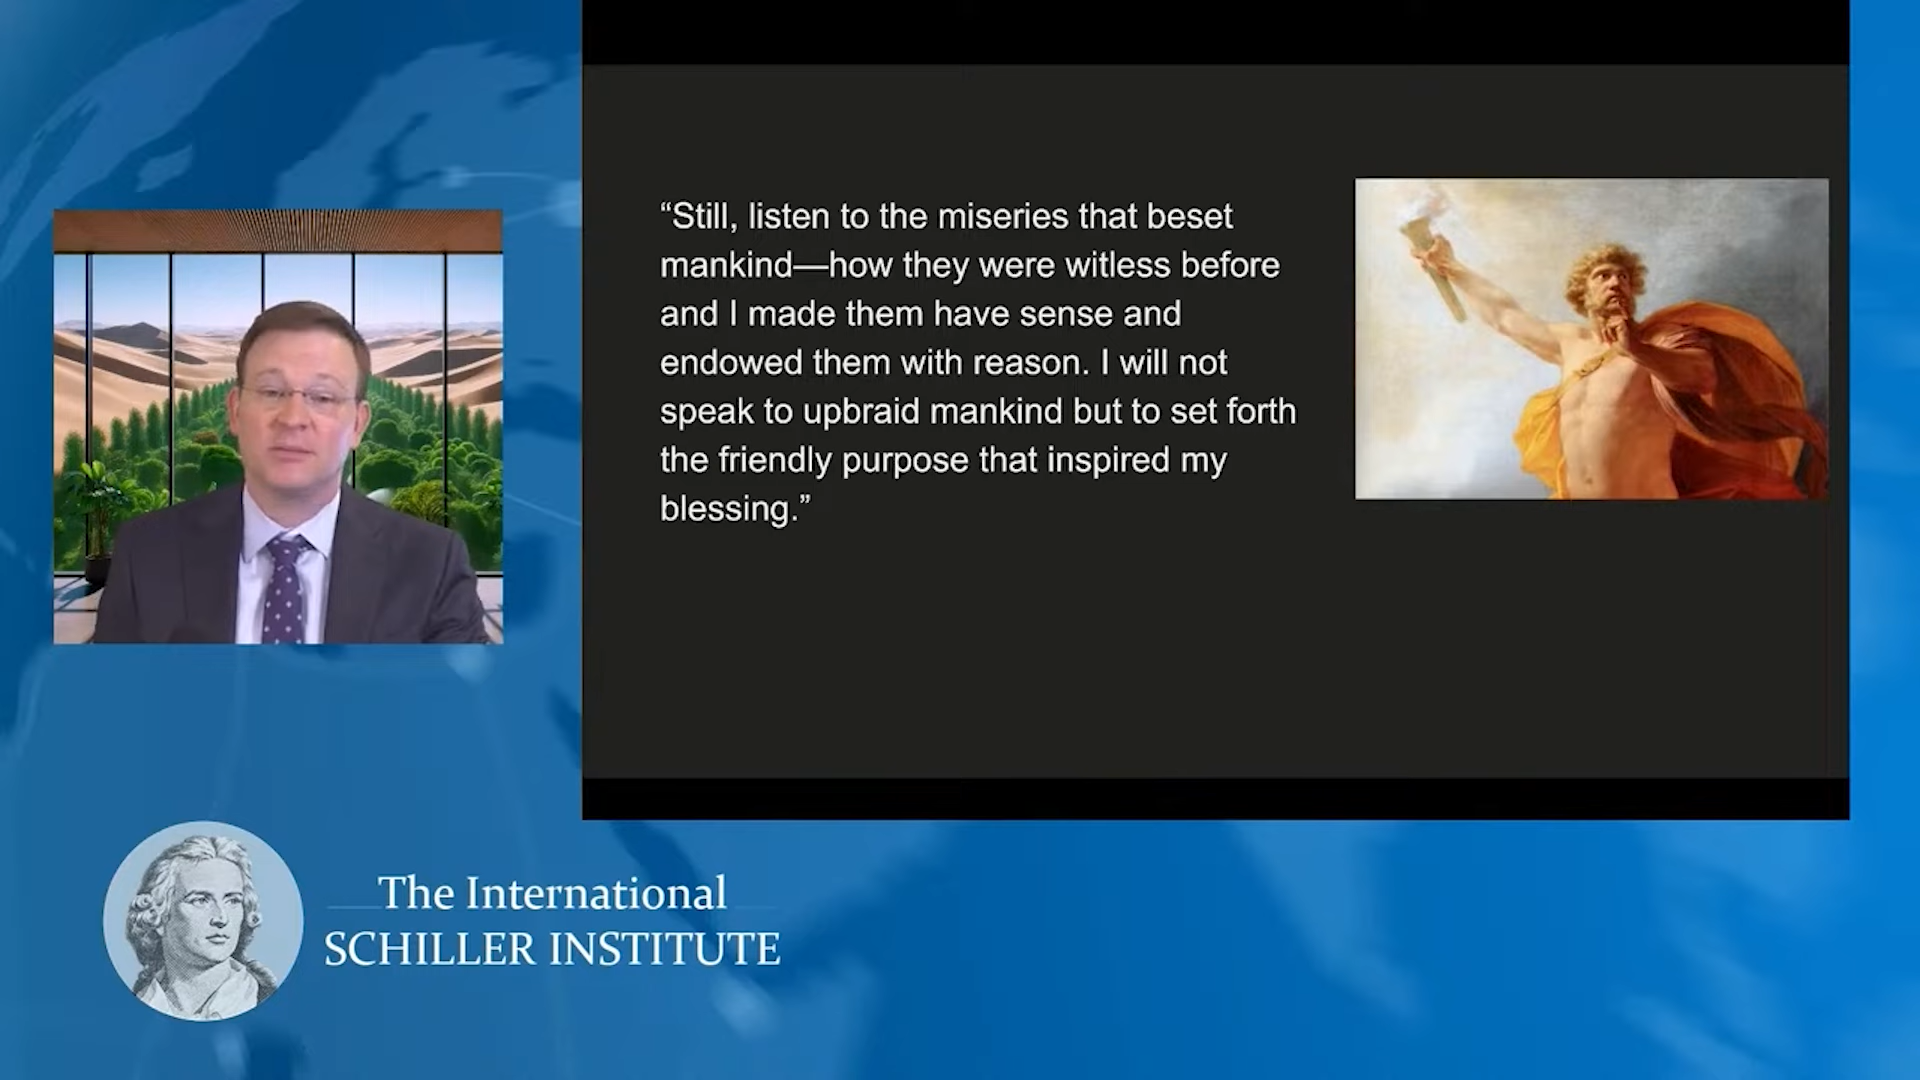 “Still, listen to the miseries that beset
mankind—how they were witless before
and I made them have sense and
endowed them with reason. I will not
speak to upbraid mankind but to set forth
the friendly purpose that inspired my
blessing.”
The International
SCHILLER INSTITUTE